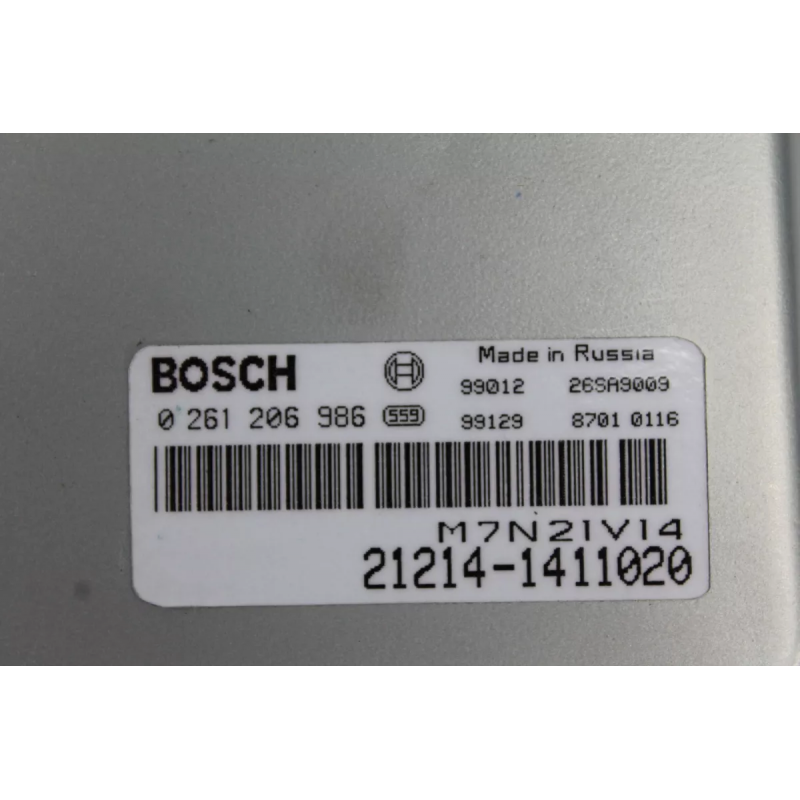 BOSCH Made in Russia
99012 26SA9009
0 261 206 986 559 99129 8701 0116
M7N21V14
21214-1411020